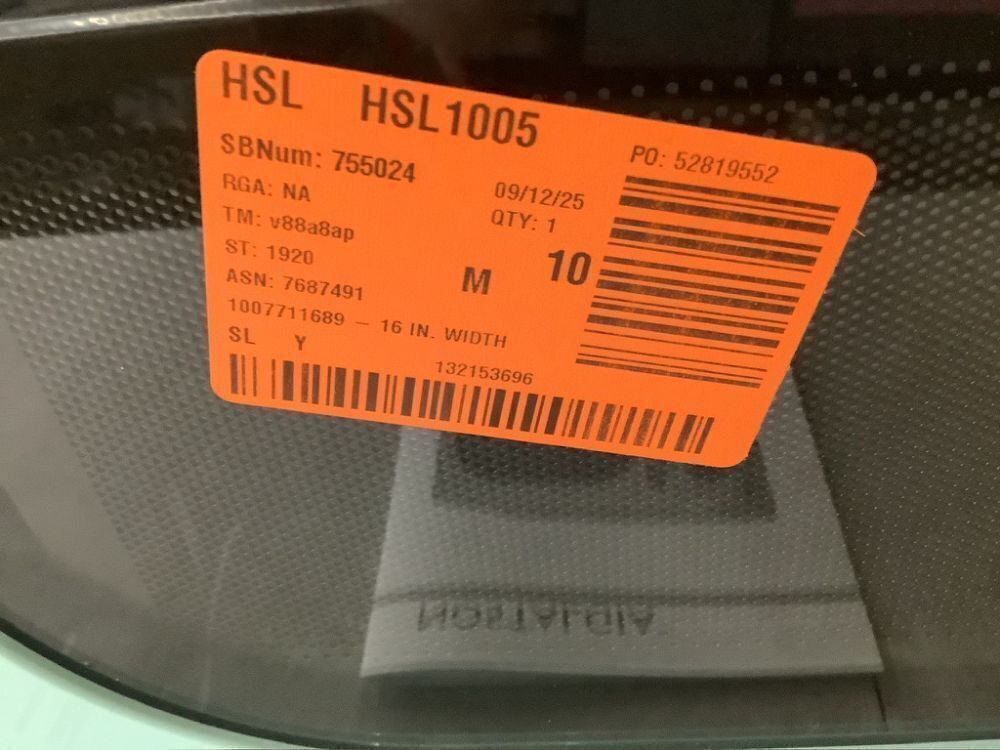 HSL HSL1005
SBNum: 755024
PO: 52819552
RGA: NA
09/12/25
TM: v88a8ap
QTY: 1
ST: 1920
M 10
ASN: 7687491
1007711689 – 16 IN. WIDTH
SL Y
132153696